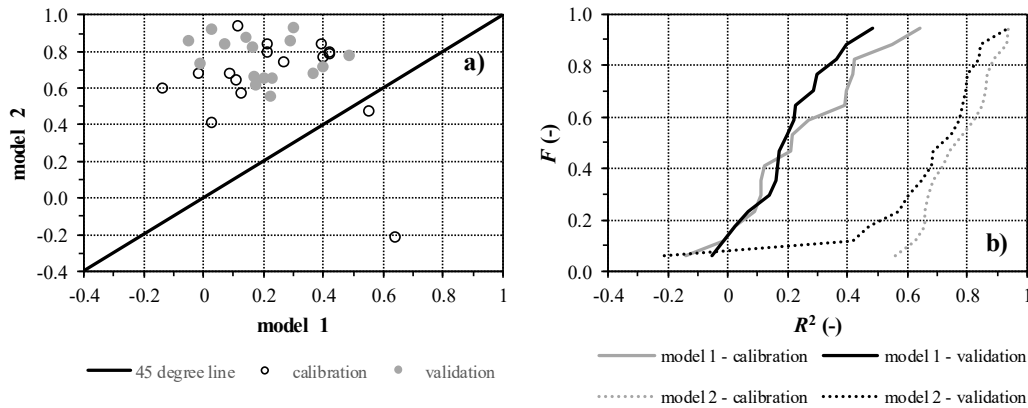 1.0
0.8
0.6
0.4
0.2
0.0
-0.2
-0.4
model 2
a)
-0.4 -0.2 0 0.2 0.4 0.6 0.8 1
model 1
45 degree line calibration validation
1.0
0.8
0.6
0.4
0.2
0.0
F (-)
b)
-0.4 -0.2 0 0.2 0.4 0.6 0.8 1
R² (-)
model 1 - calibration model 1 - validation
model 2 - calibration model 2 - validation